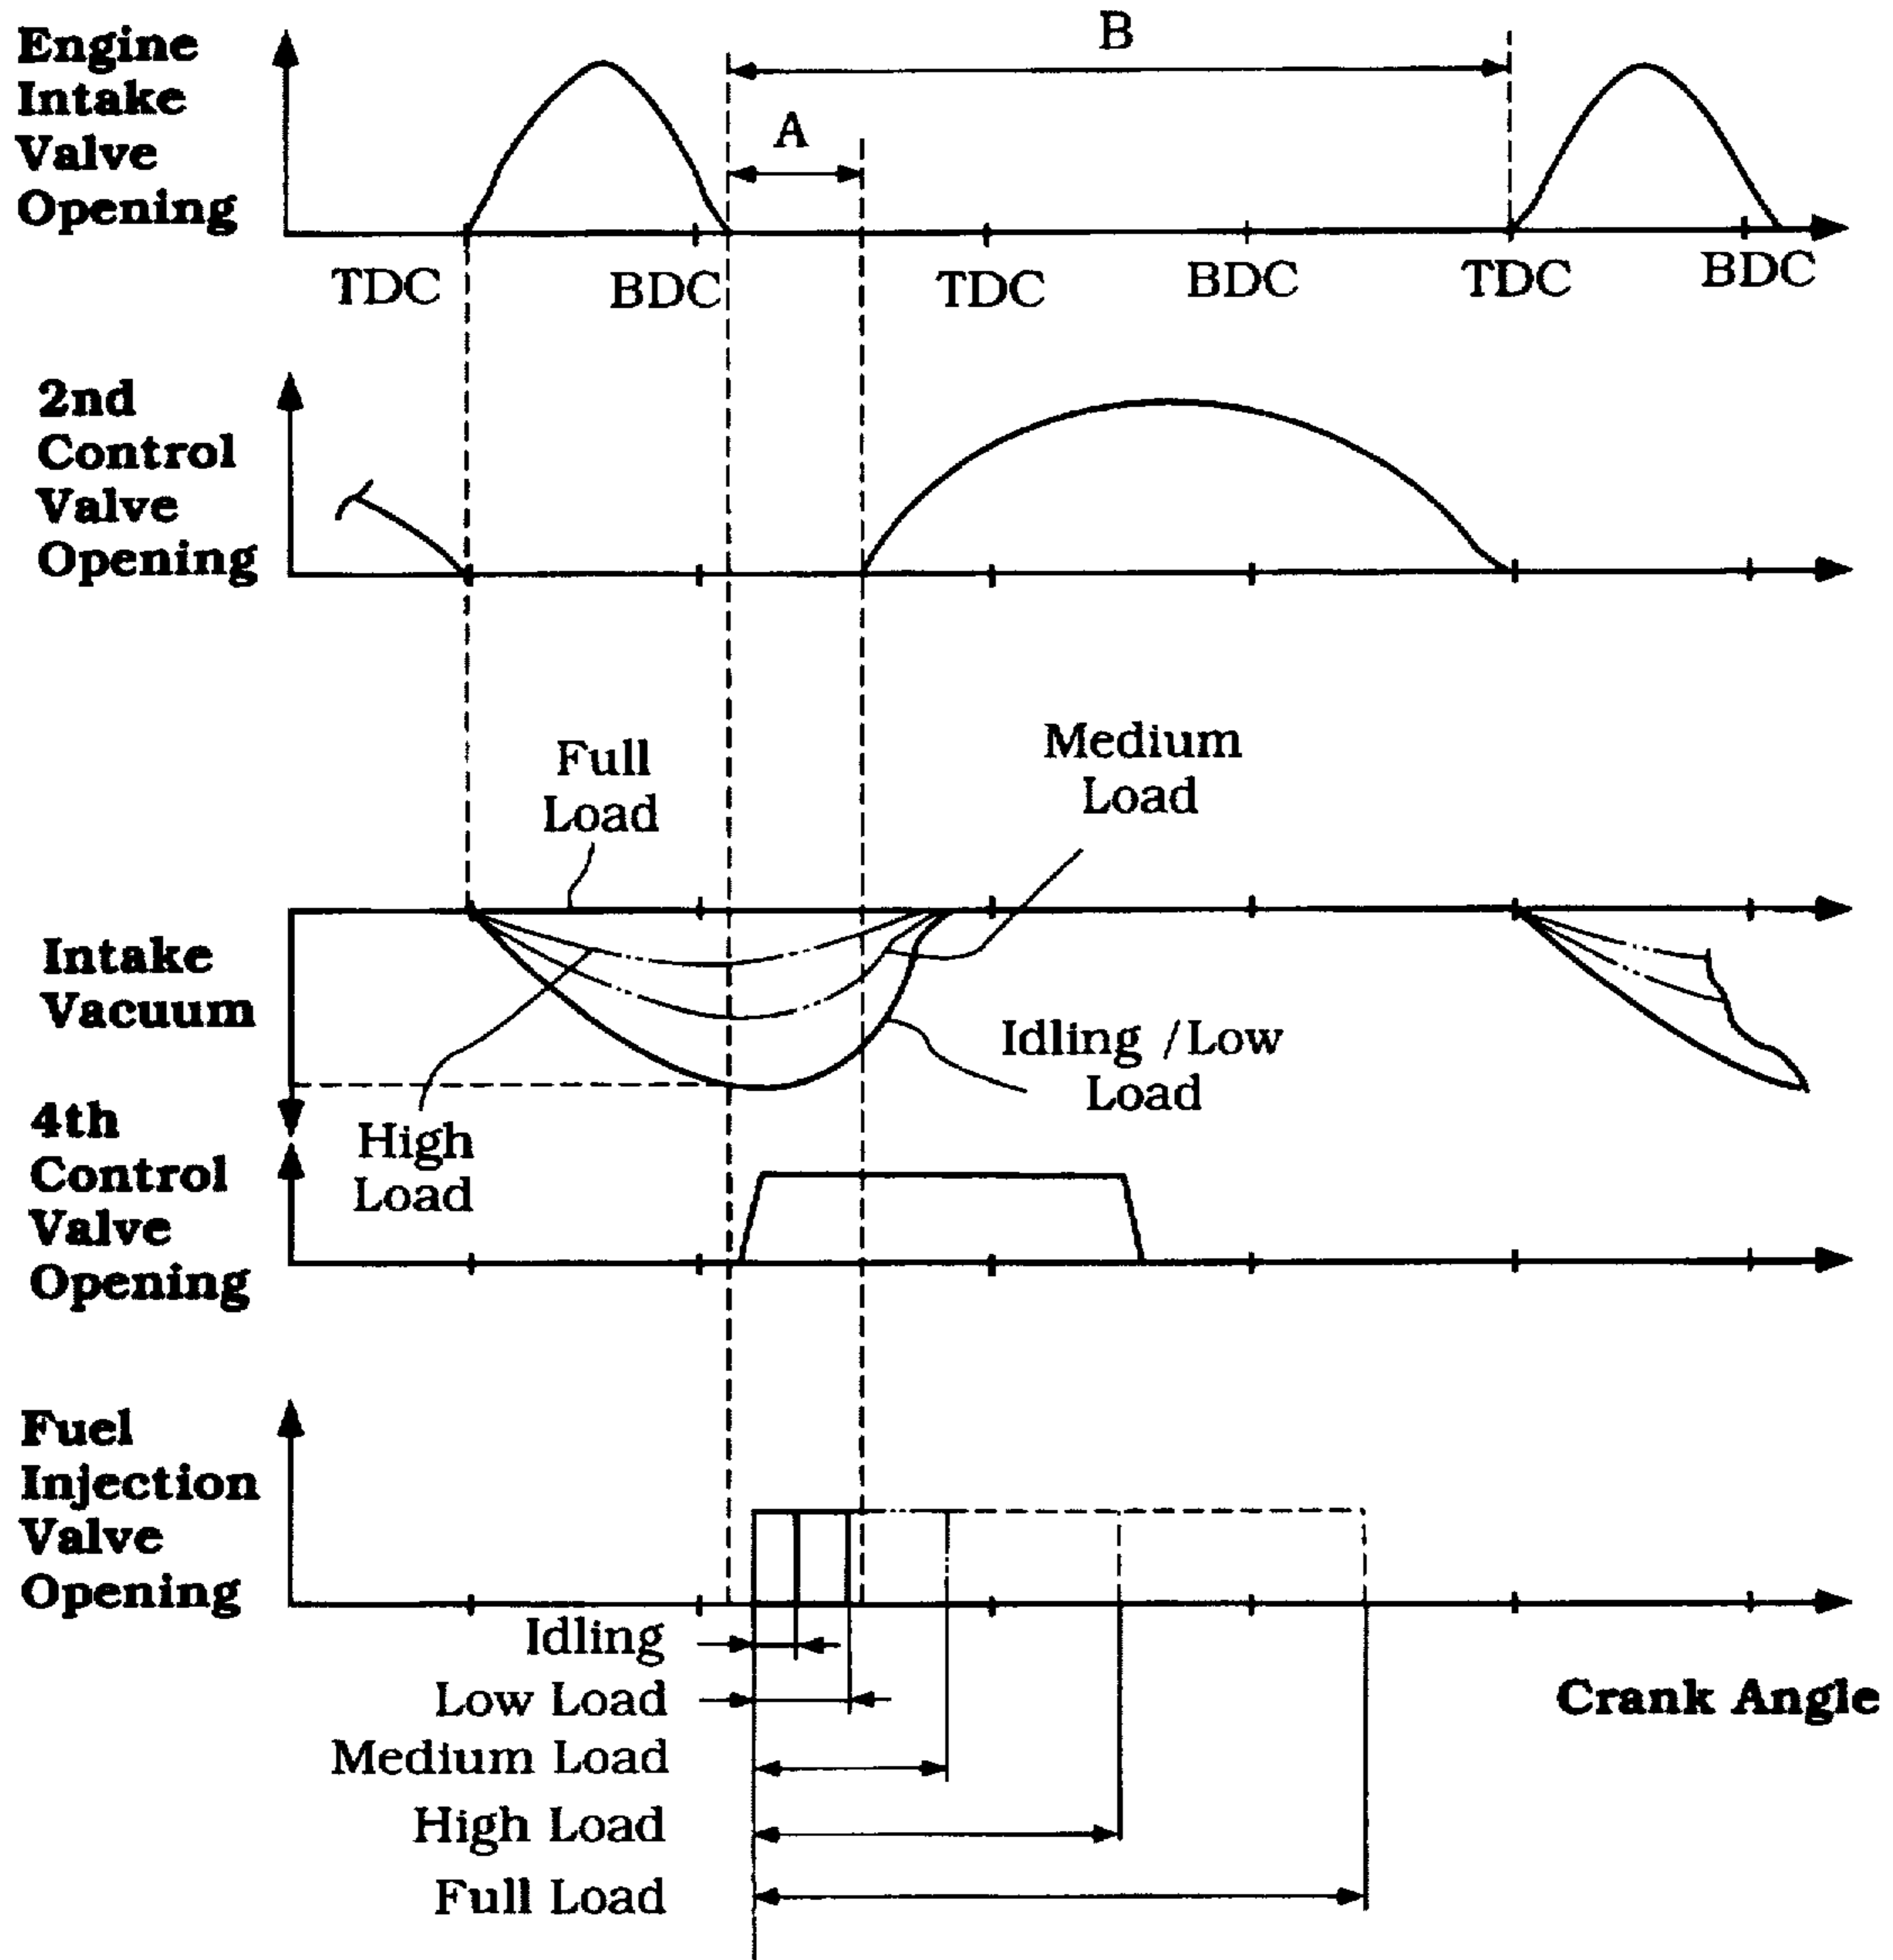 Engine
Intake
Valve
Opening
B
A
TDC
BDC
TDC
BDC
TDC
BDC
2nd
Control
Valve
Opening
Full
Load
Medium
Load
Intake
Vacuum
Idling / Low
Load
High
Load
4th
Control
Valve
Opening
Fuel
Injection
Valve
Opening
Idling
Low Load
Medium Load
High Load
Full Load
Crank Angle